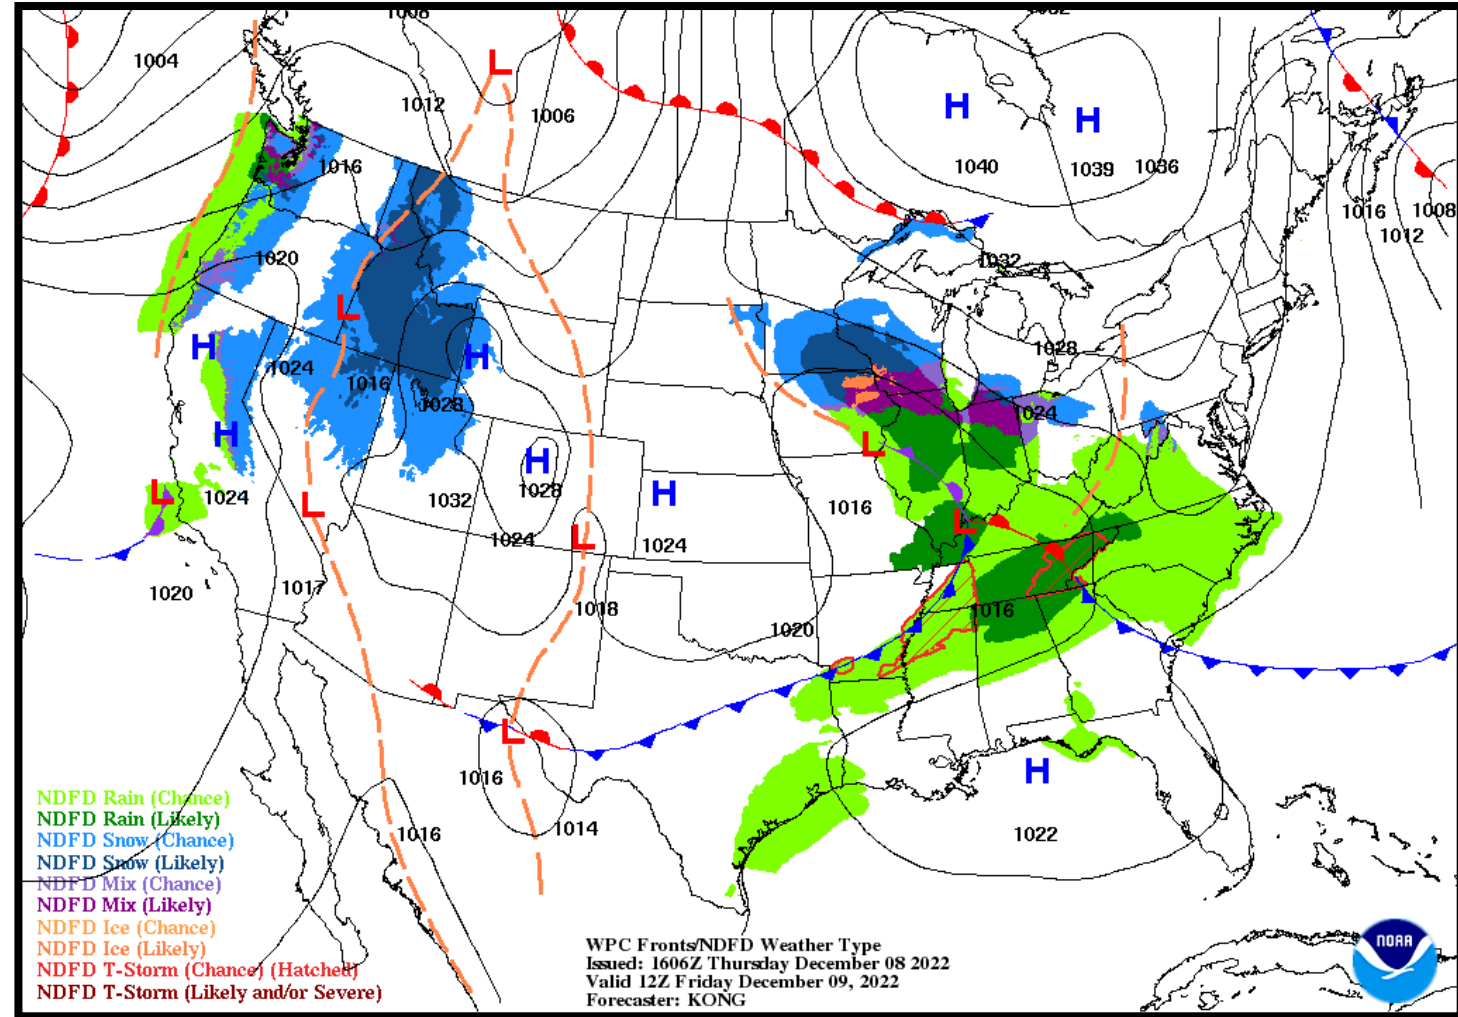 1008
1032
1004
1012
1006
H
H
L
1040
1039
1036
1016
1016
1008
1012
1020
1032
L
H
H
1024
1016
1028
1028
1024
H
L
H
1028
H
L
L
1024
1032
1016
L
1024
1024
L
1020
1017
1018
1016
1020
L
1016
H
1014
1016
1022
NDFD Rain (Chance)
NDFD Rain (Likely)
NDFD Snow (Chance)
NDFD Snow (Likely)
NDFD Mix (Chance)
NDFD Mix (Likely)
NDFD Ice (Chance)
NDFD Ice (Likely)
NDFD T-Storm (Chance) (Hatched)
NDFD T-Storm (Likely and/or Severe)
WPC Fronts/NDFD Weather Type
Issued: 1606Z Thursday December 08 2022
Valid 12Z Friday December 09, 2022
Forecaster: KONG
NOAA